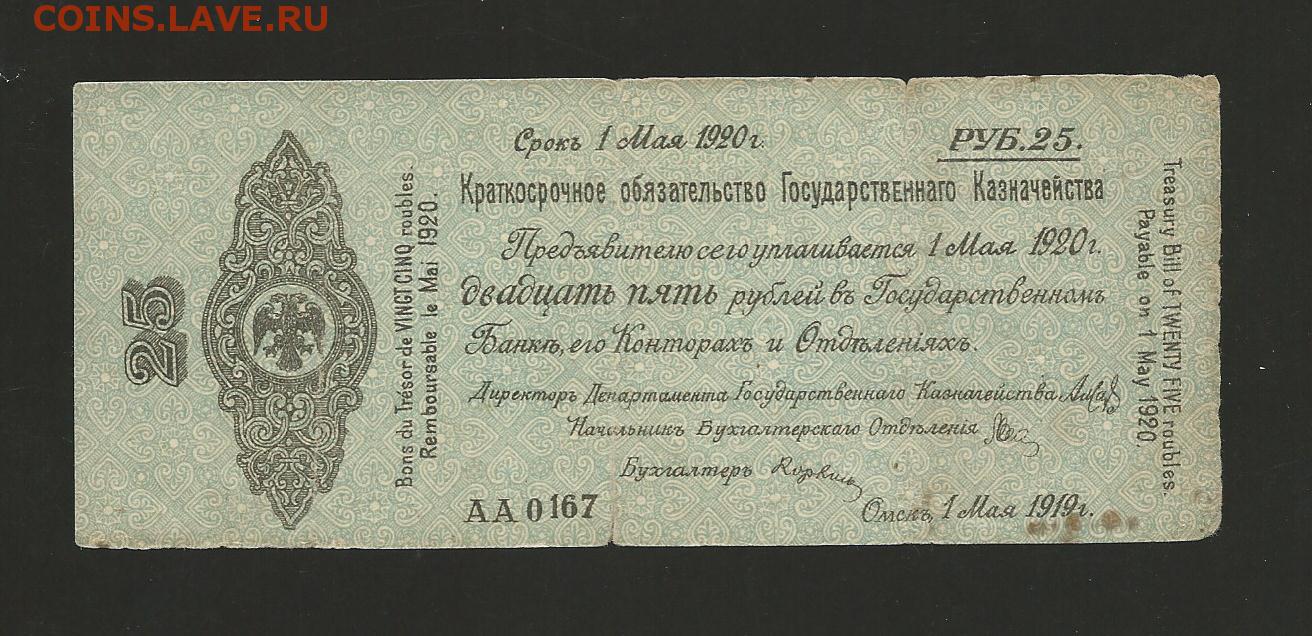 COINS.LAVE.RU
Срокъ 1 Мая 1920 г.
РУБ. 25.
Краткосрочное обязательство Государственнаго Казначейства
Предъявителю сего уплачивается 1 Мая 1920 г.
двадцать пять рублей въ Государственномъ
Банкѣ, его Конторахъ и Отдѣленіяхъ.
Директоръ Департамента Государственнаго Казначейства
Начальникъ Бухгалтерскаго Отдѣленія
Бухгалтеръ
АА 0167
Омскъ, 1 Мая 1919 г.
25
Bons du Trésor de VINGT CINQ roubles.
Remboursable le Mai 1920.
Treasury Bill of TWENTY FIVE roubles.
Payable on 1 May 1920.